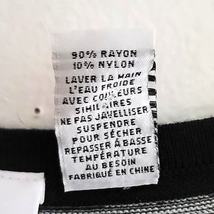 90% RAYON
10% NYLON
LAVER LA MAIN
L'EAU FROIDE
AVEC COULEURS
SIMILAIRES
NE PAS JAVELLISER
SUSPENDRE
POUR SÉCHER
REPASSER À BASSE
TEMPÉRATURE
AU BESOIN
FABRIQUÉ EN CHINE